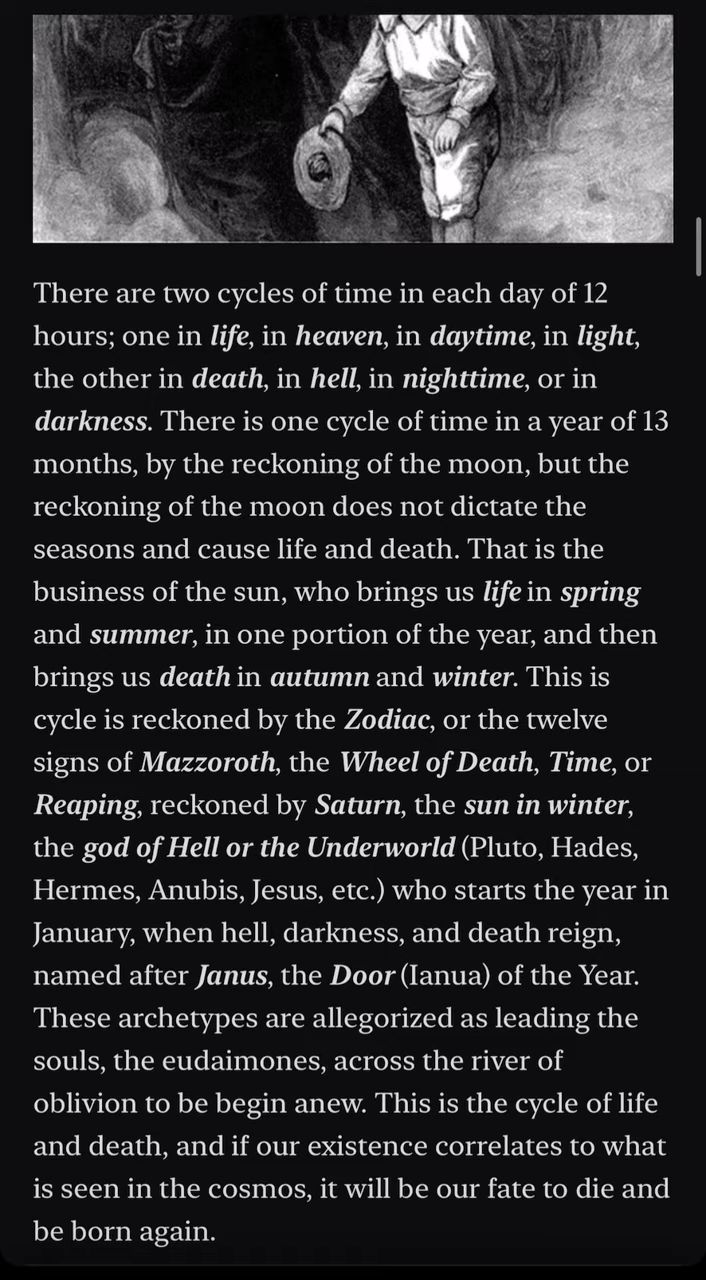 There are two cycles of time in each day of 12
hours; one in life, in heaven, in daytime, in light,
the other in death, in hell, in nighttime, or in
darkness. There is one cycle of time in a year of 13
months, by the reckoning of the moon, but the
reckoning of the moon does not dictate the
seasons and cause life and death. That is the
business of the sun, who brings us life in spring
and summer, in one portion of the year, and then
brings us death in autumn and winter. This is
cycle is reckoned by the Zodiac, or the twelve
signs of Mazzoroth, the Wheel of Death, Time, or
Reaping, reckoned by Saturn, the sun in winter,
the god of Hell or the Underworld (Pluto, Hades,
Hermes, Anubis, Jesus, etc.) who starts the year in
January, when hell, darkness, and death reign,
named after Janus, the Door (Ianua) of the Year.
These archetypes are allegorized as leading the
souls, the eudaimones, across the river of
oblivion to be begin anew. This is the cycle of life
and death, and if our existence correlates to what
is seen in the cosmos, it will be our fate to die and
be born again.